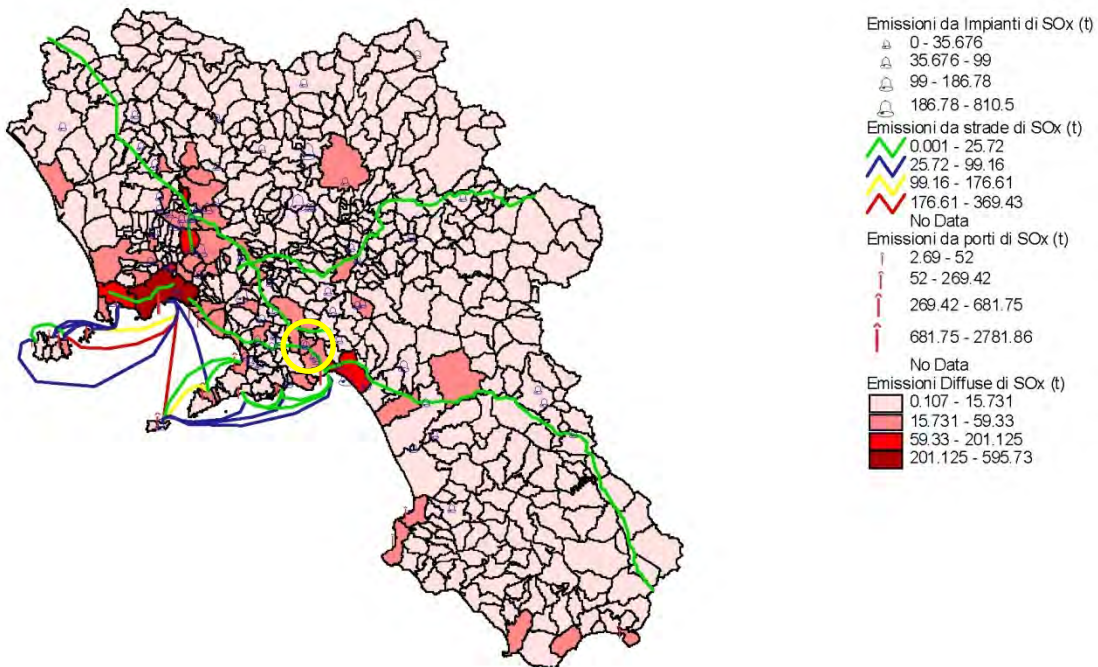 Emissioni da Impianti di SOx (t)
0 - 35.676
35.676 - 99
99 - 186.78
186.78 - 810.5
Emissioni da strade di SOx (t)
0.001 - 25.72
25.72 - 99.16
99.16 - 176.61
176.61 - 369.43
No Data
Emissioni da porti di SOx (t)
2.69 - 52
52 - 269.42
269.42 - 681.75
681.75 - 2781.86
No Data
Emissioni Diffuse di SOx (t)
0.107 - 15.731
15.731 - 59.33
59.33 - 201.125
201.125 - 595.73